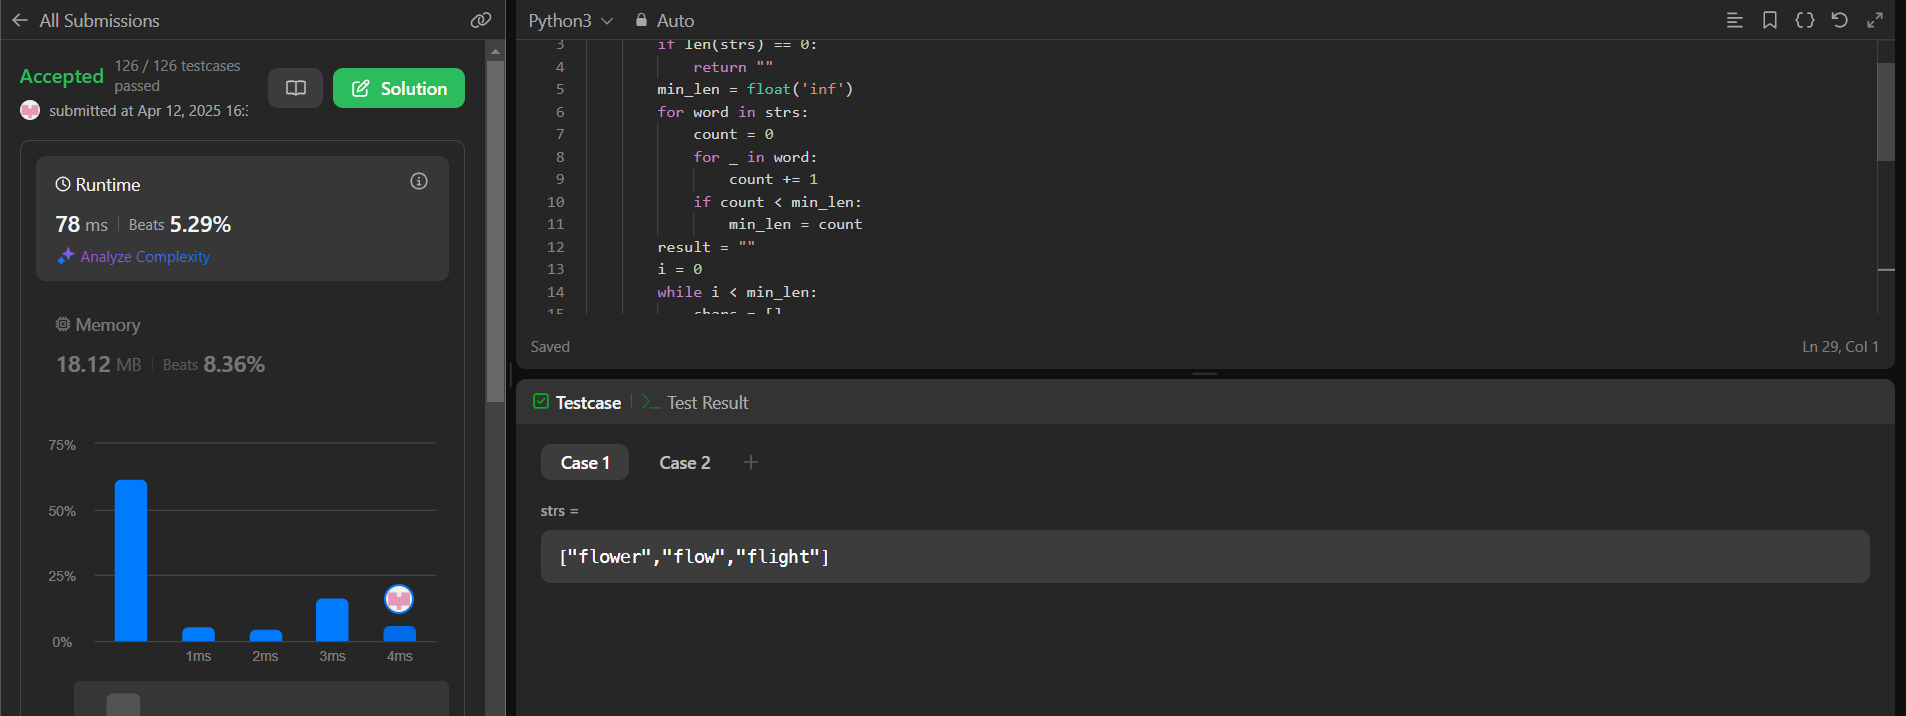 All Submissions
Accepted
126 / 126 testcases
passed
submitted at Apr 12, 2025 16:
Solution
Runtime
78 ms | Beats 5.29%
Analyze Complexity
Memory
18.12 MB | Beats 8.36%
75%
50%
25%
0%
1ms 2ms 3ms 4ms
Python3 Auto
3 if len(strs) == 0:
4 return ""
5 min_len = float('inf')
6 for word in strs:
7 count = 0
8 for _ in word:
9 count += 1
10 if count < min_len:
11 min_len = count
12 result = ""
13 i = 0
14 while i < min_len:
15 chars = []
Saved
Ln 29, Col 1
Testcase | Test Result
Case 1 Case 2 +
strs =
["flower","flow","flight"]